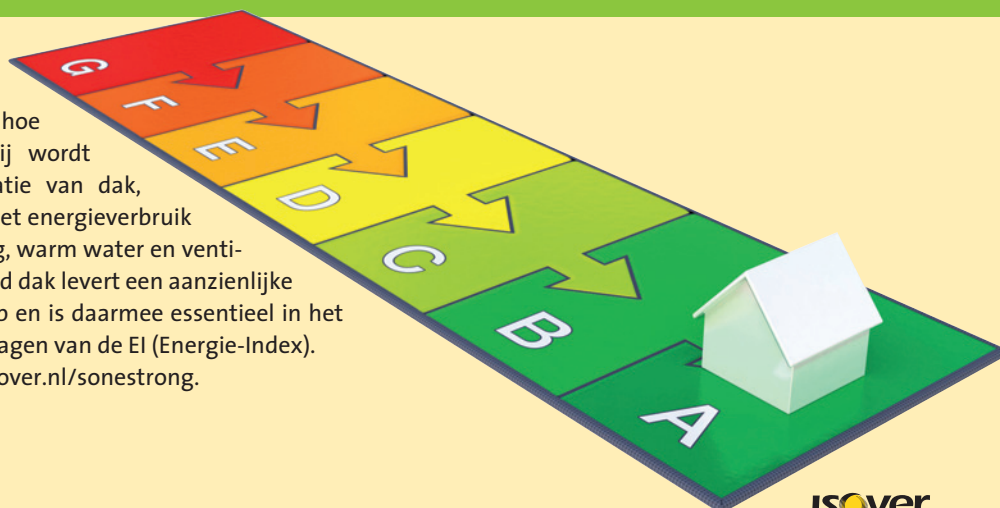 hoe
ij wordt
ntie van dak,
et energieverbruik
g, warm water en venti-
d dak levert een aanzienlijke
p en is daarmee essentieel in het
agen van de EI (Energie-Index).
over.nl/sonestrong.
G
F
E
D
C
B
A
isover